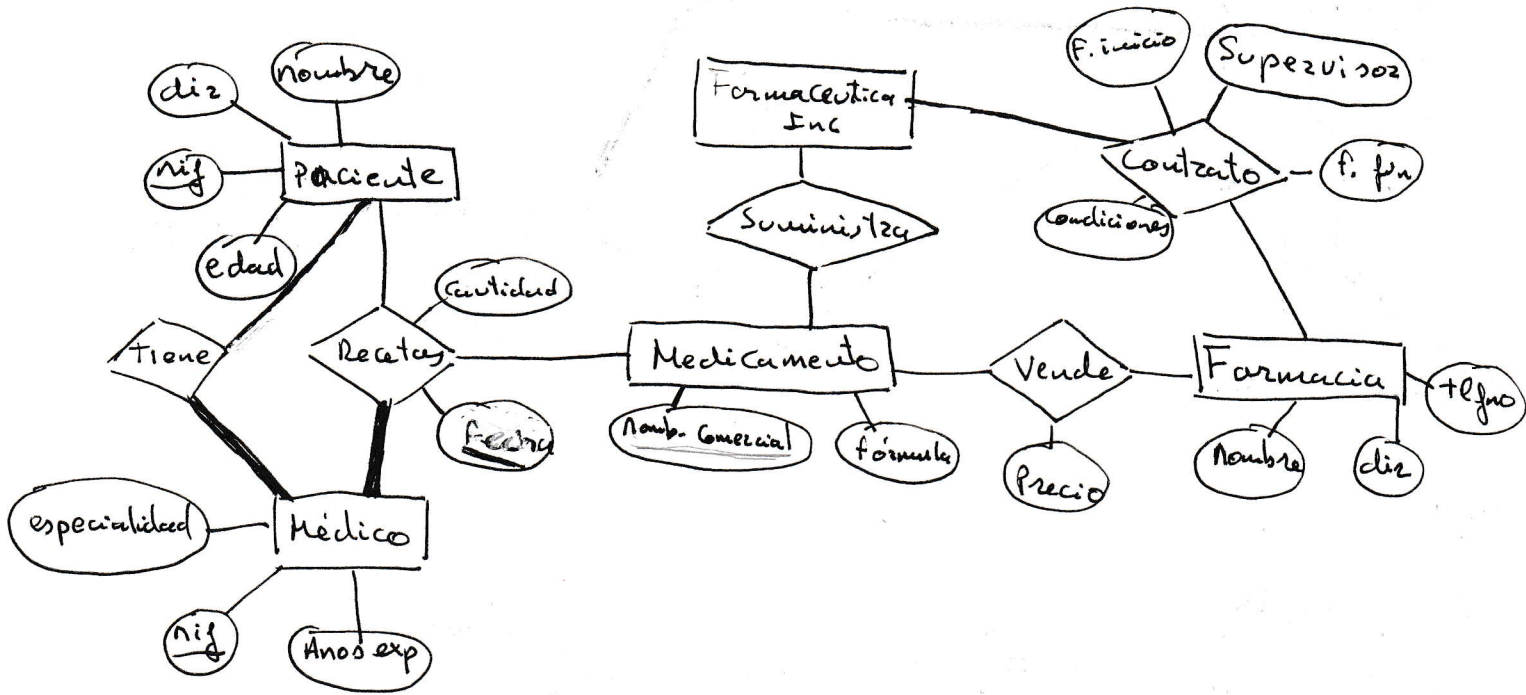 dir
nombre
nif
Paciente
edad
Tiene
Recetas
cantidad
Fecha
especialidad
Médico
nif
Anos exp
Farmaceutica
Inc
Suministra
Medicamento
Nomb. Comercial
fórmula
Vende
Precio
F. inicio
Supervisor
Contrato
f. fin
Condiciones
Farmacia
tlfno
Nombre
dir